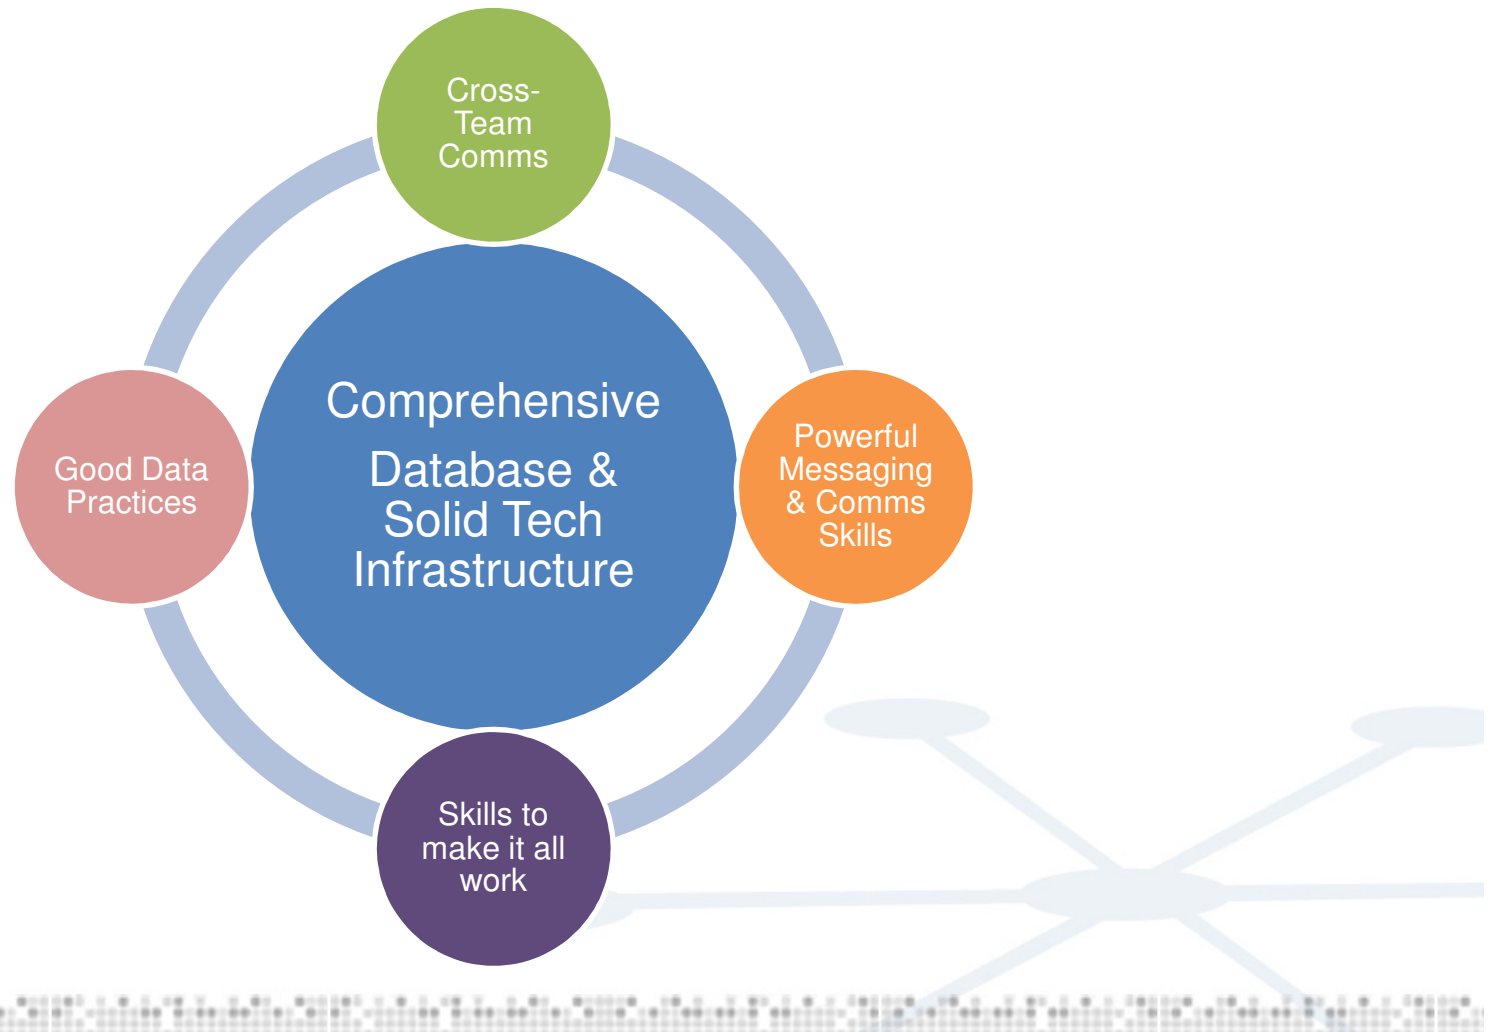 Cross-
Team
Comms
Comprehensive
Database &
Solid Tech
Infrastructure
Good Data
Practices
Powerful
Messaging
& Comms
Skills
Skills to
make it all
work